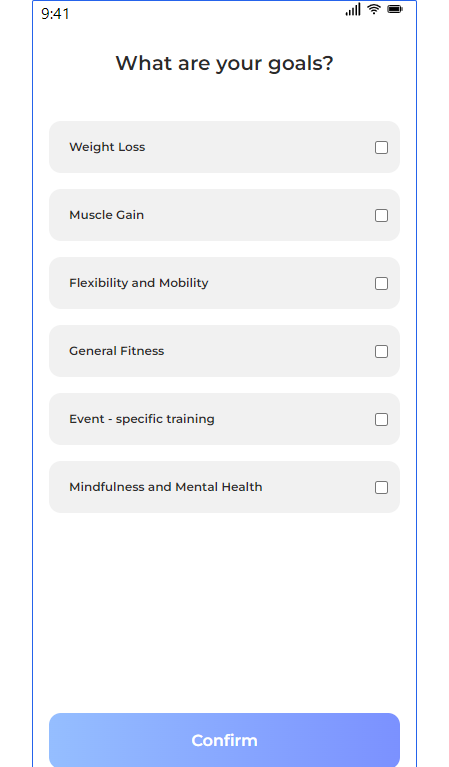 9:41
What are your goals?
Weight Loss
Muscle Gain
Flexibility and Mobility
General Fitness
Event - specific training
Mindfulness and Mental Health
Confirm